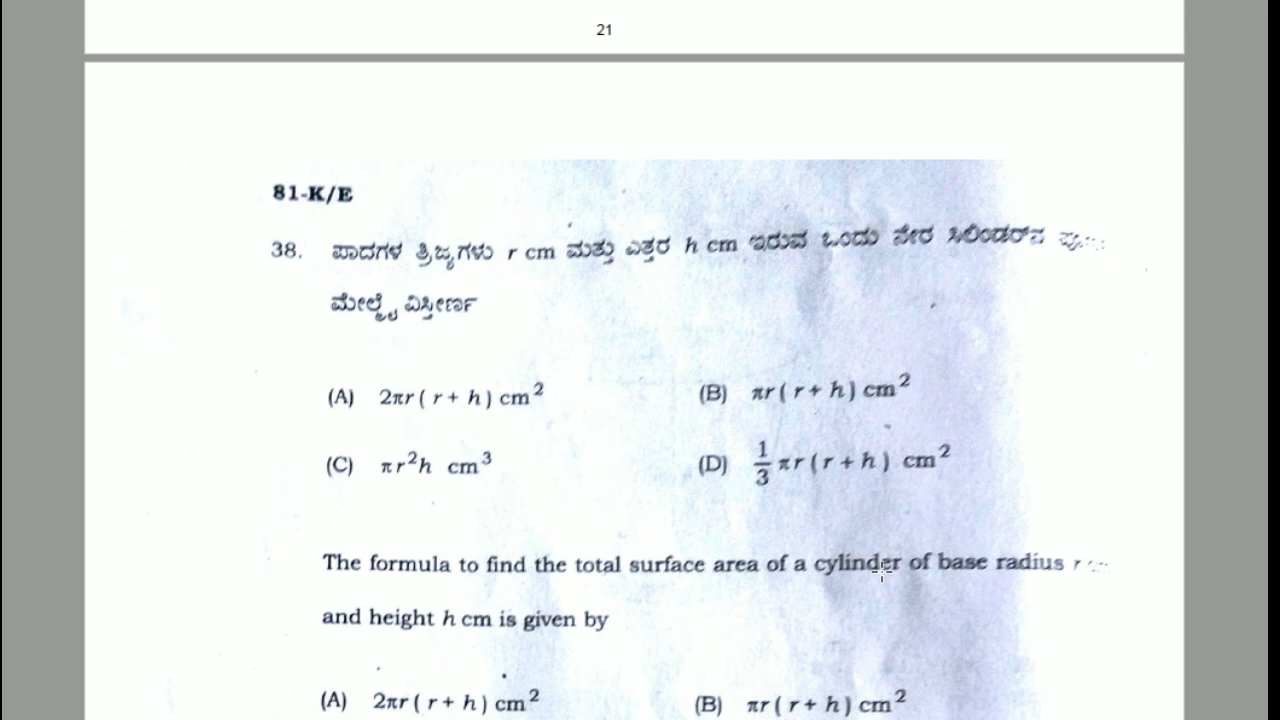 21
81-K/E
38. ಪಾದಗಳ ತ್ರಿಜ್ಯಗಳು r cm ಮತ್ತು ಎತ್ತರ h cm ಇರುವ ಒಂದು ನೇರ ಸಿಲಿಂಡರ್‌ನ
ಮೇಲ್ಮೈ ವಿಸ್ತೀರ್ಣ
(A) 2πr ( r + h ) cm² (B) πr ( r + h ) cm²
(C) πr²h cm³ (D) 1/3 πr ( r + h ) cm²
The formula to find the total surface area of a cylinder of base radius r
and height h cm is given by
(A) 2πr ( r + h ) cm² (B) πr ( r + h ) cm²